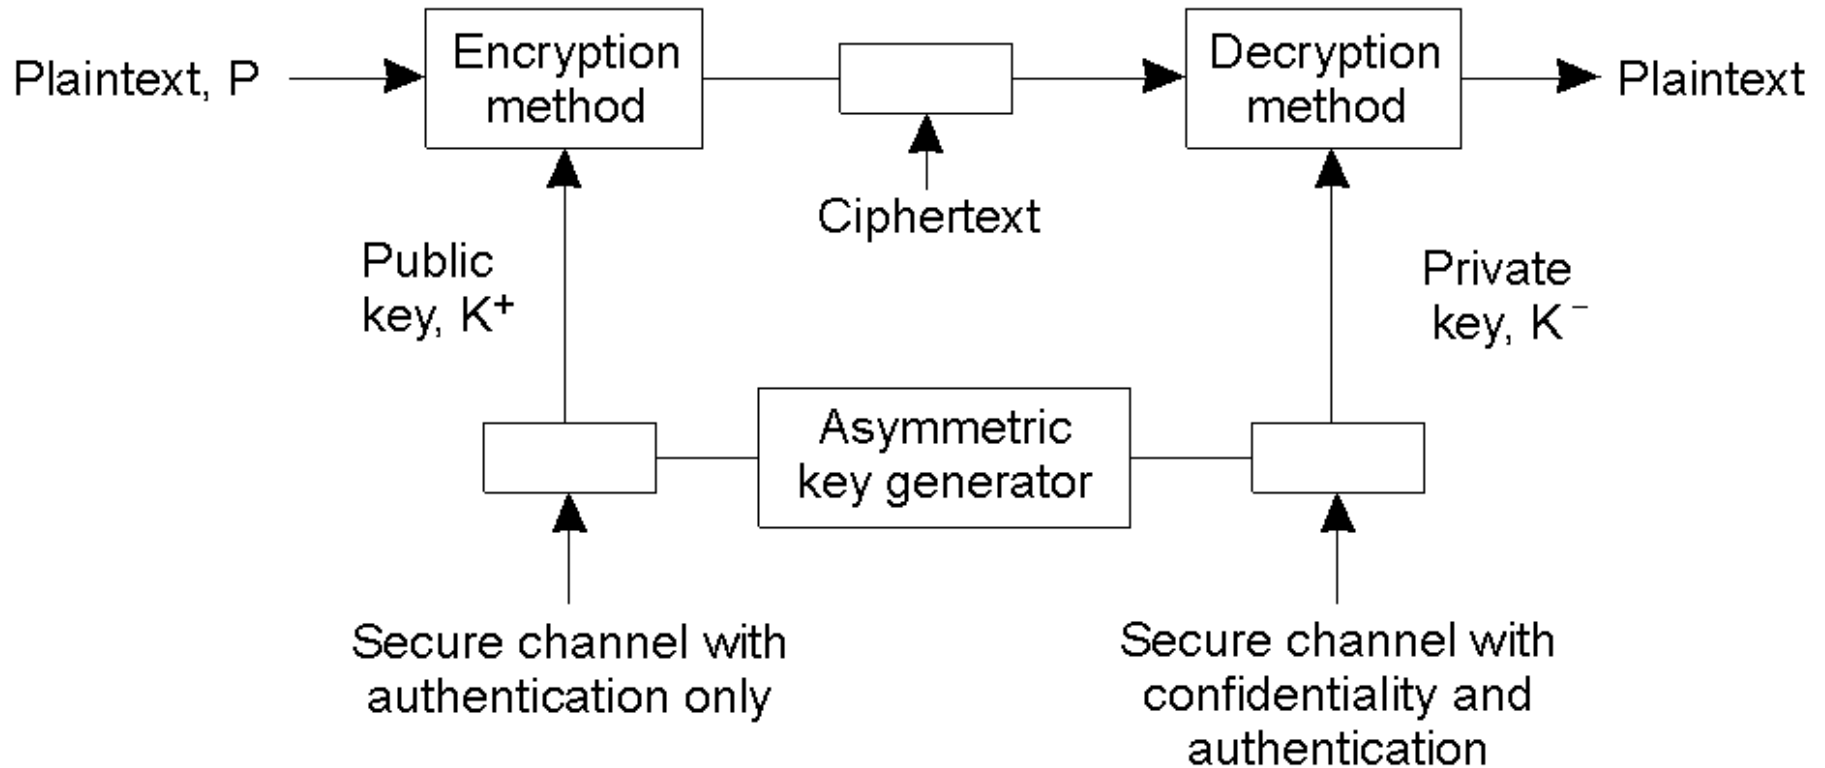 Plaintext, P
Encryption
method
Decryption
method
Plaintext
Ciphertext
Public
key, K⁺
Private
key, K⁻
Asymmetric
key generator
Secure channel with
authentication only
Secure channel with
confidentiality and
authentication